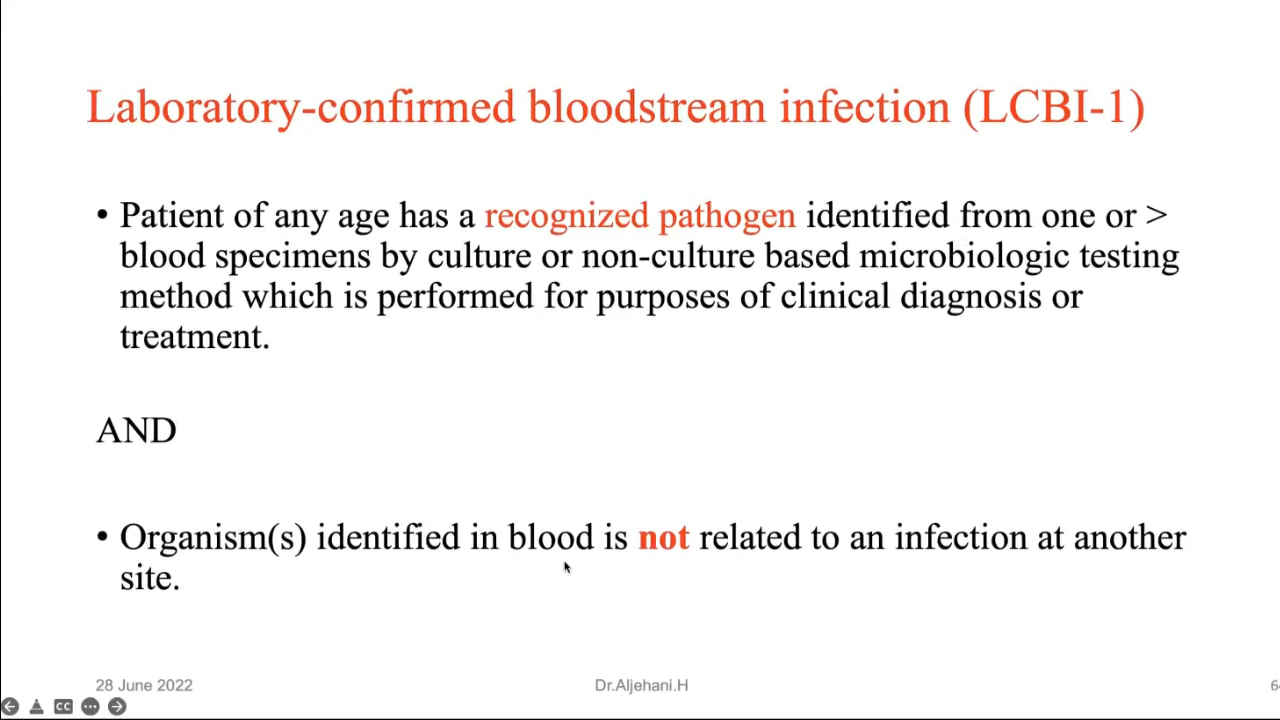 Laboratory-confirmed bloodstream infection (LCBI-1)
• Patient of any age has a recognized pathogen identified from one or >
blood specimens by culture or non-culture based microbiologic testing
method which is performed for purposes of clinical diagnosis or
treatment.
AND
• Organism(s) identified in blood is not related to an infection at another
site.
28 June 2022
Dr.Aljehani.H
CC